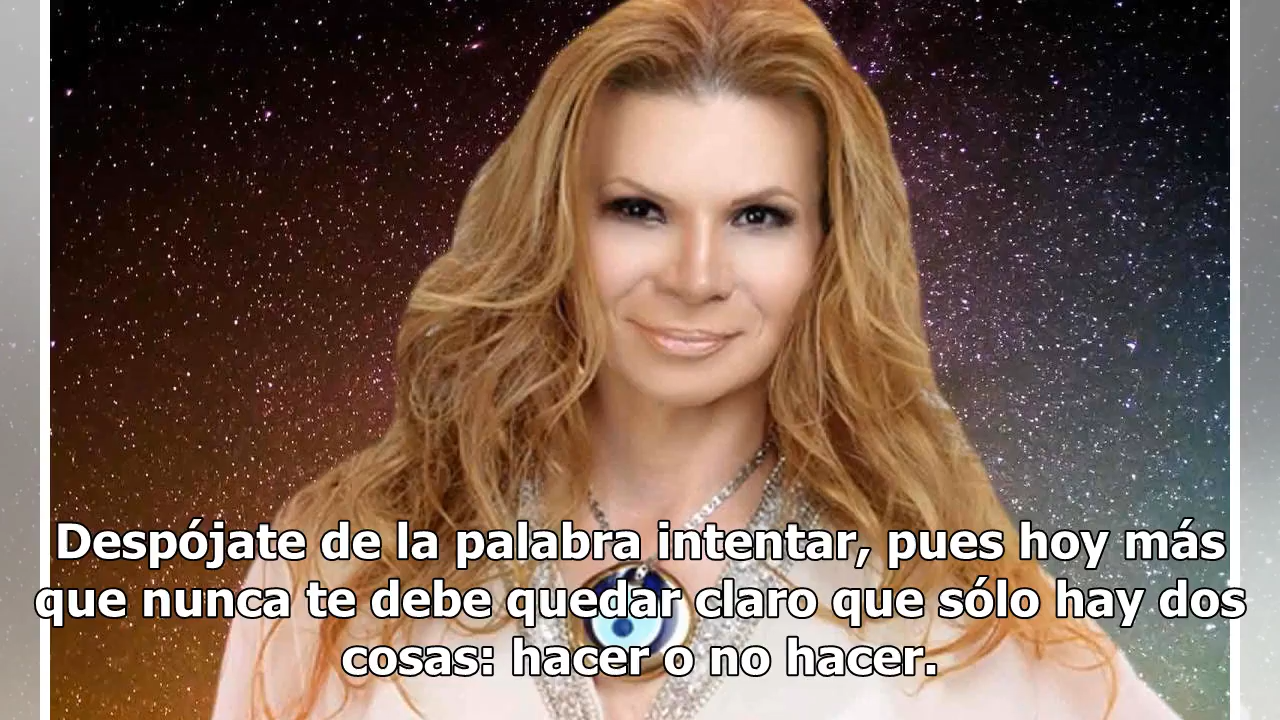 Despójate de la palabra intentar, pues hoy más
que nunca te debe quedar claro que sólo hay dos
cosas: hacer o no hacer.